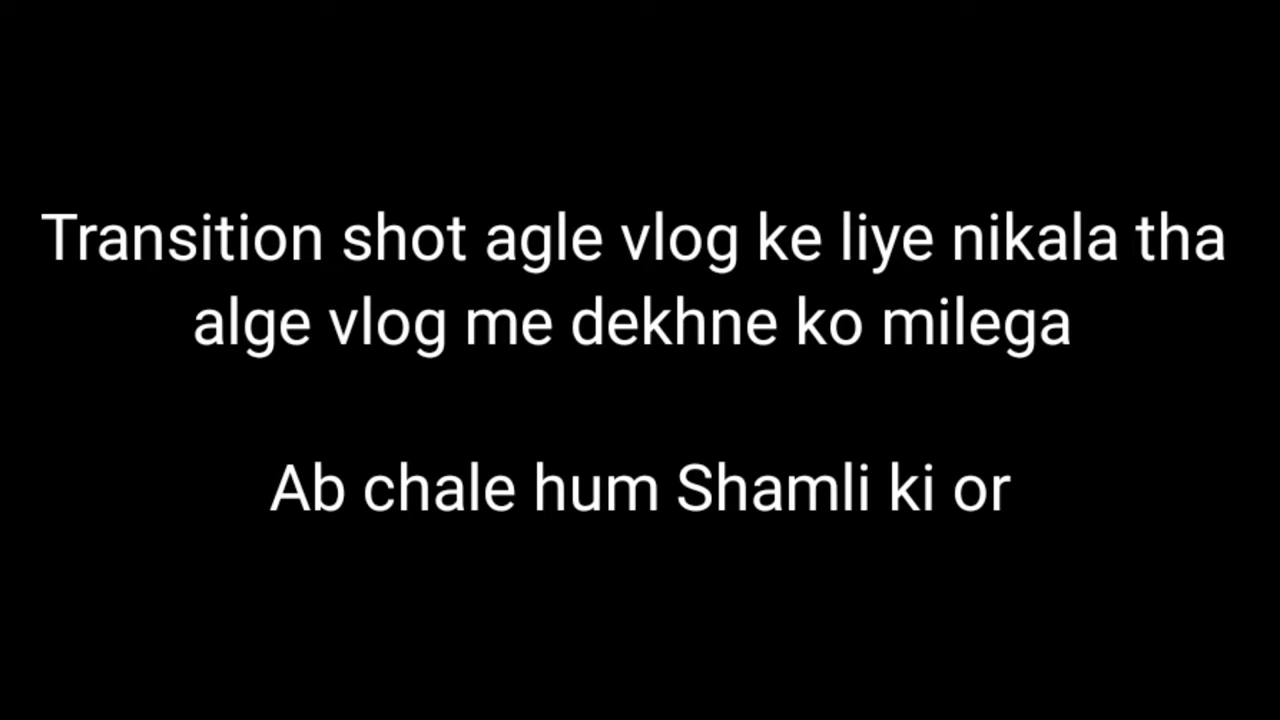 Transition shot agle vlog ke liye nikala tha
alge vlog me dekhne ko milega
Ab chale hum Shamli ki or